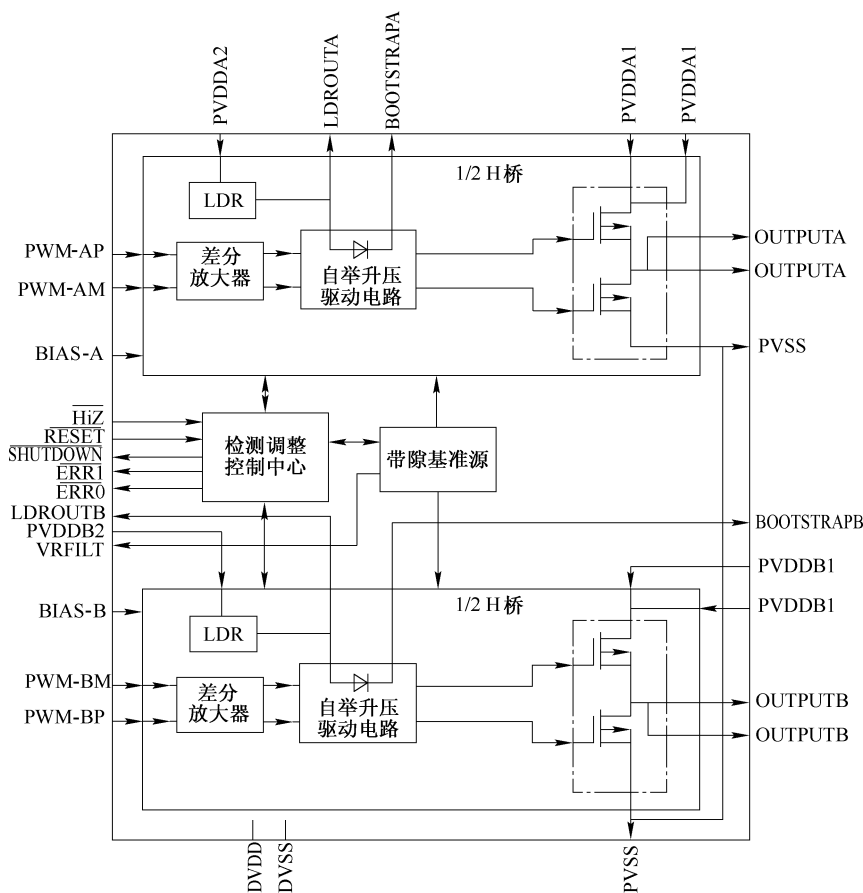 PVDDA2
LDROUTA
BOOTSTRAPA
PVDDA1
PVDDA1
1/2 H桥
LDR
PWM-AP
PWM-AM
差分
放大器
自举升压
驱动电路
OUTPUTA
OUTPUTA
BIAS-A
PVSS
HiZ
RESET
SHUTDOWN
ERR1
ERR0
检测调整
控制中心
带隙基准源
LDROUTB
PVDDB2
VRFILT
BOOTSTRAPB
PVDDB1
PVDDB1
BIAS-B
1/2 H桥
LDR
PWM-BM
PWM-BP
差分
放大器
自举升压
驱动电路
OUTPUTB
OUTPUTB
DVDD
DVSS
PVSS